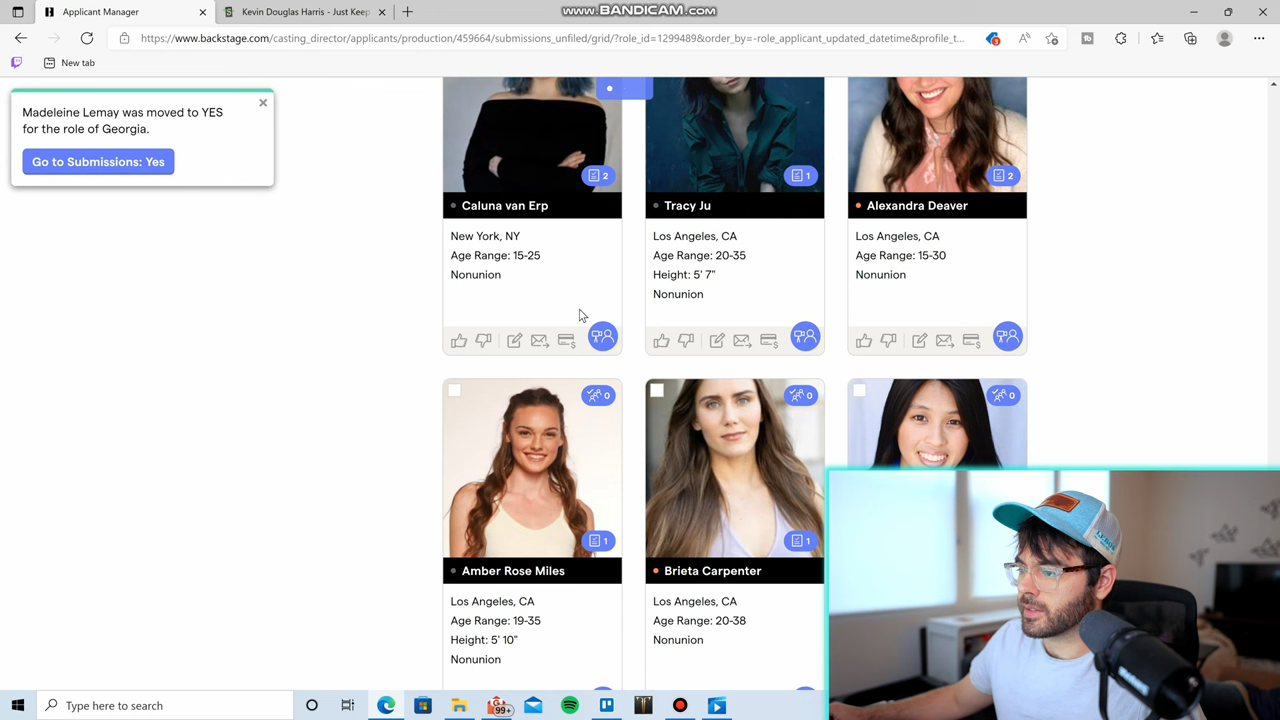 Applicant Manager
Kevin Douglas Harris - Just Keep
www.BANDICAM.com
https://www.backstage.com/casting_director/applicants/production/459664/submissions_unfiled/grid/?role_id=1299489&order_by=-role_applicant_updated_datetime&profile_t...
3
New tab
Madeleine Lemay was moved to YES
for the role of Georgia.
Go to Submissions: Yes
2
1
2
Caluna van Erp
Tracy Ju
Alexandra Deaver
New York, NY
Age Range: 15-25
Nonunion
Los Angeles, CA
Age Range: 20-35
Height: 5' 7"
Nonunion
Los Angeles, CA
Age Range: 15-30
Nonunion
0
0
0
1
1
Amber Rose Miles
Brieta Carpenter
Los Angeles, CA
Age Range: 19-35
Height: 5' 10"
Nonunion
Los Angeles, CA
Age Range: 20-38
Nonunion
Type here to search
99+